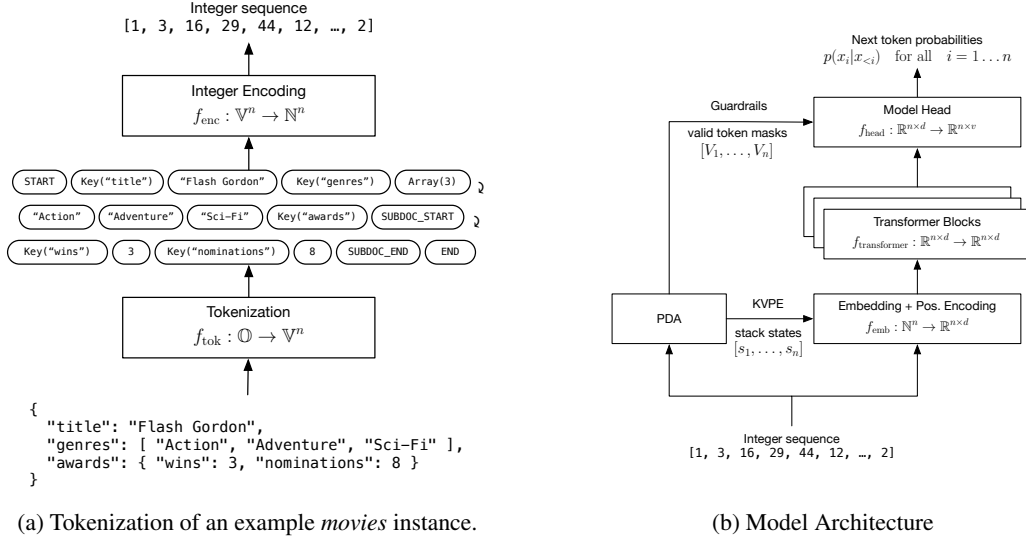 Integer sequence
[1, 3, 16, 29, 44, 12, …, 2]
Integer Encoding
f_enc : 𝕍^n → ℕ^n
START Key(“title”) “Flash Gordon” Key(“genres”) Array(3)
“Action” “Adventure” “Sci-Fi” Key(“awards”) SUBDOC_START
Key(“wins”) 3 Key(“nominations”) 8 SUBDOC_END END
Tokenization
f_tok : 𝕆 → 𝕍^n
{
"title": "Flash Gordon",
"genres": [ "Action", "Adventure", "Sci-Fi" ],
"awards": { "wins": 3, "nominations": 8 }
}
(a) Tokenization of an example movies instance.
Next token probabilities
p(x_i|x_{<i}) for all i = 1 … n
Guardrails
valid token masks
[V_1, …, V_n]
Model Head
f_head : ℝ^{n×d} → ℝ^{n×v}
Transformer Blocks
f_transformer : ℝ^{n×d} → ℝ^{n×d}
PDA
KVPE
stack states
[s_1, …, s_n]
Embedding + Pos. Encoding
f_emb : ℕ^n → ℝ^{n×d}
Integer sequence
[1, 3, 16, 29, 44, 12, …, 2]
(b) Model Architecture